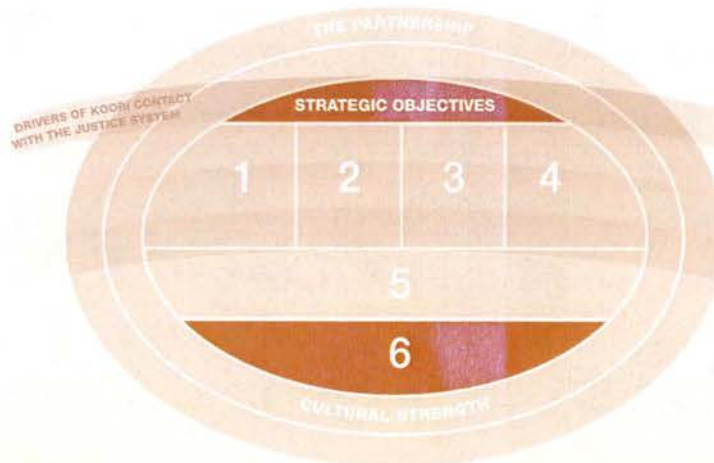 THE PARTNERSHIP
DRIVERS OF KOORI CONTACT
WITH THE JUSTICE SYSTEM
STRATEGIC OBJECTIVES
1 2 3 4
5
6
CULTURAL STRENGTH